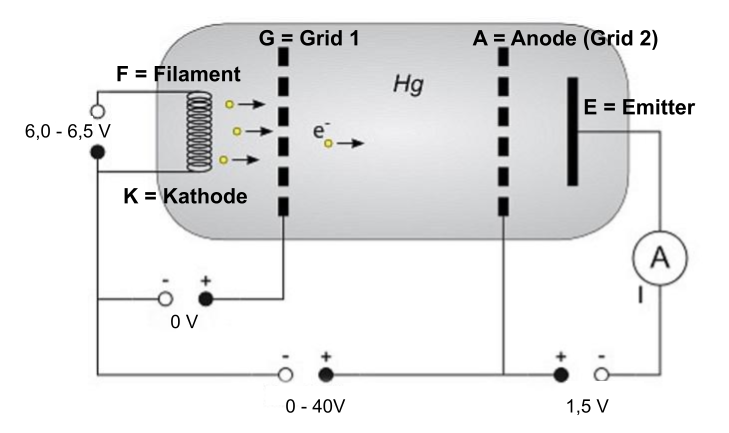 G = Grid 1
A = Anode (Grid 2)
F = Filament
Hg
E = Emitter
6,0 - 6,5 V
e-
K = Kathode
A
I
- +
0 V
- +
+ -
0 - 40V
1,5 V